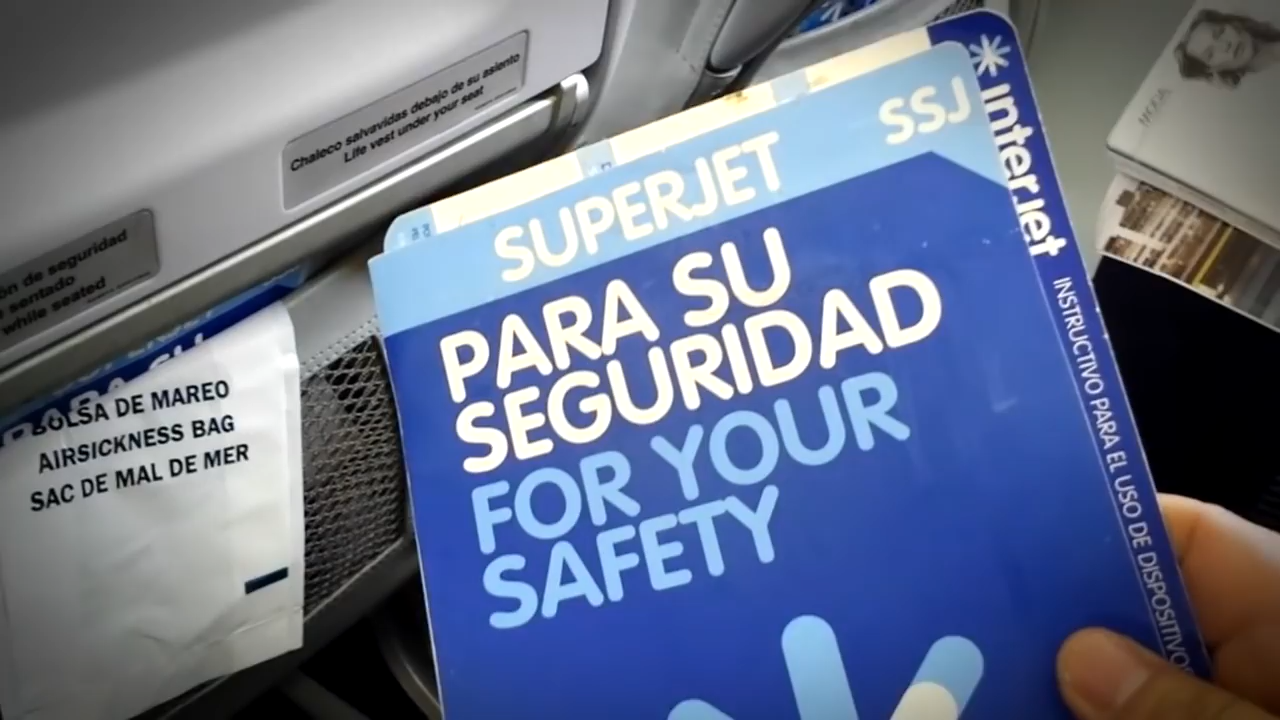 Chaleco salvavidas debajo de su asiento
Life vest under your seat
ón de seguridad
sentado
while seated
BOLSA DE MAREO
AIRSICKNESS BAG
SAC DE MAL DE MER
SUPERJET
SSJ
PARA SU
SEGURIDAD
FOR YOUR
SAFETY
interjet
INSTRUCTIVO PARA EL USO DE DISPOSITIVOS
MODA